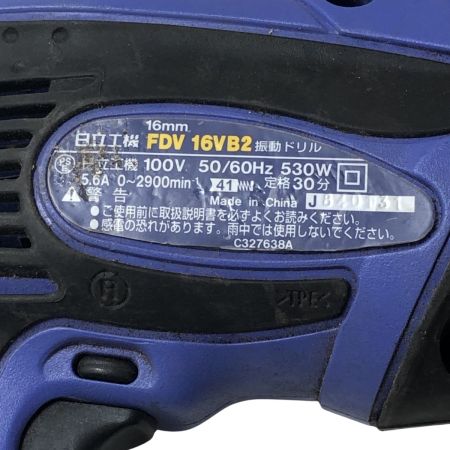 16mm
日立工機 FDV 16VB2 振動ドリル
日立工機 100V 50/60Hz 530W
5.6A 0~2900min 41 定格30分
警告 Made in China J840131
●ご使用前に取扱説明書を必ずよくお読みください。
●感電の恐れがあります。雨中では使用しないでください。
C327638A
>TPE<